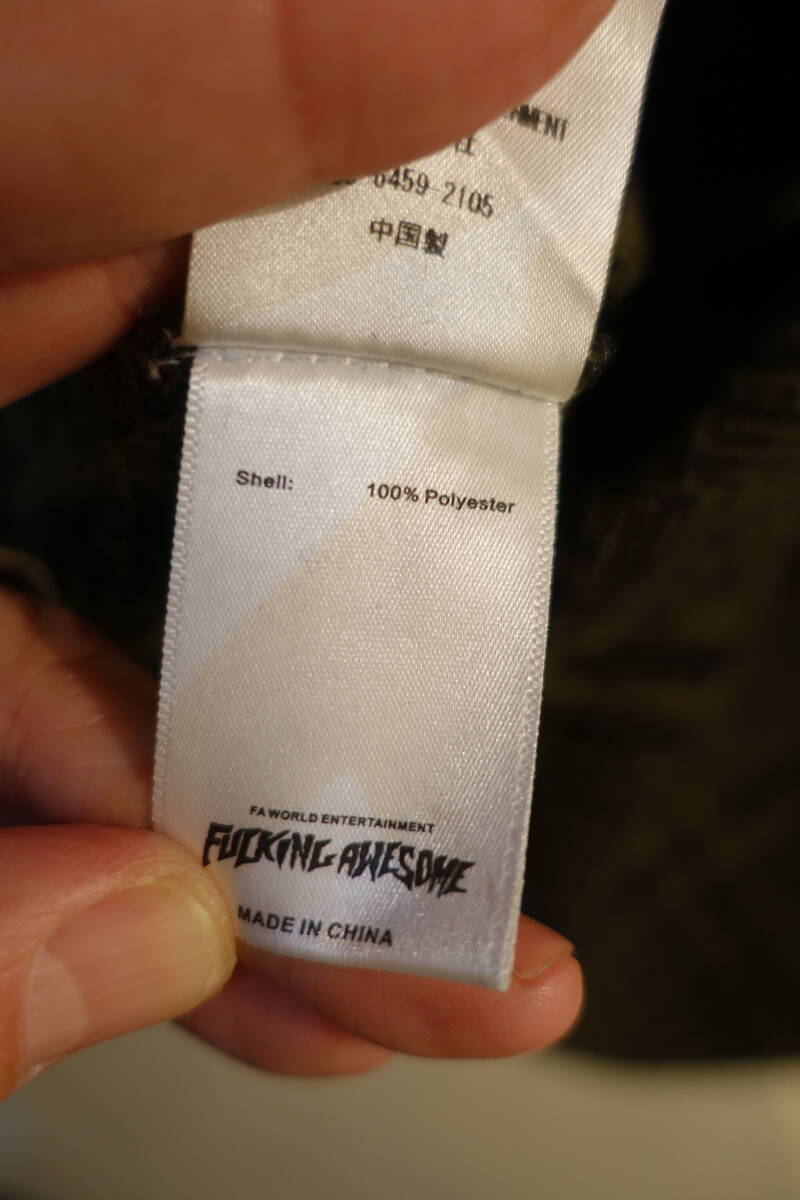 6459-2105
中国製
Shell: 100% Polyester
FA WORLD ENTERTAINMENT
FUCKING AWESOME
MADE IN CHINA